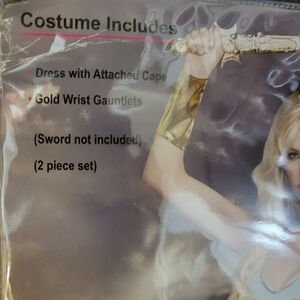 Costume Includes
Dress with Attached Cape
Gold Wrist Gauntlets
(Sword not included)
(2 piece set)